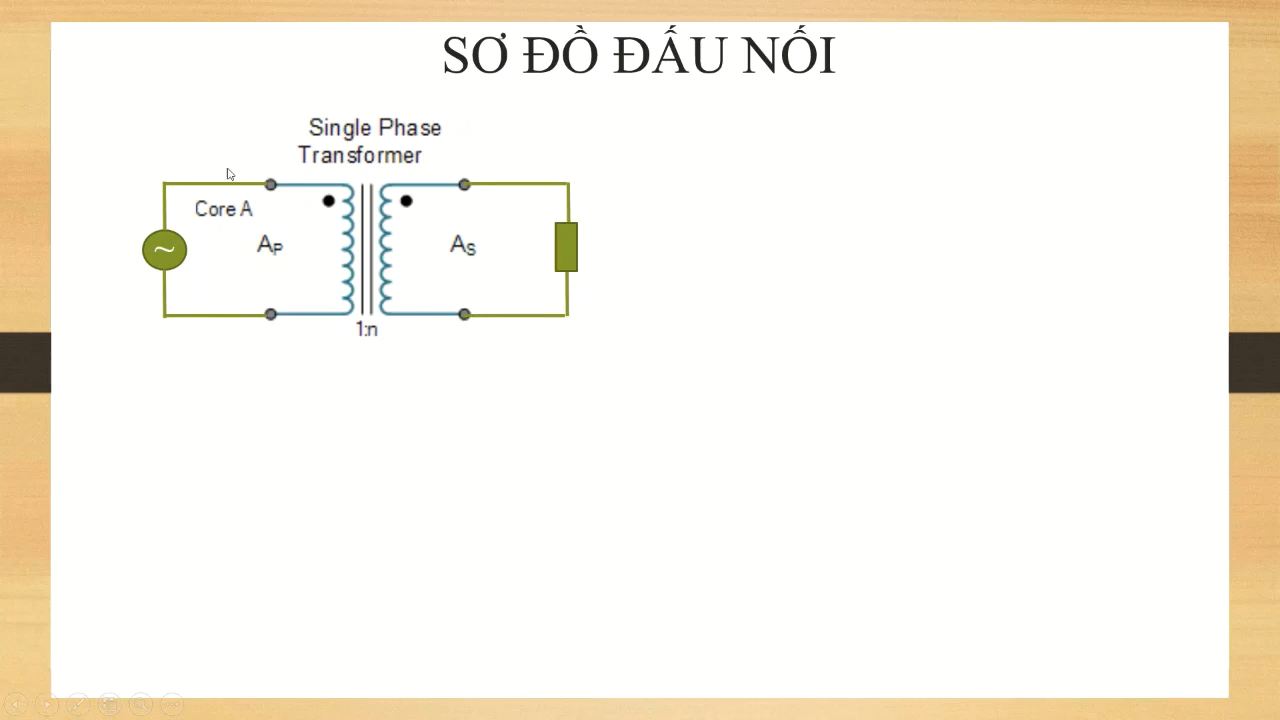 SƠ ĐỒ ĐẤU NỐI
Single Phase
Transformer
Core A
AP
AS
~
1:n